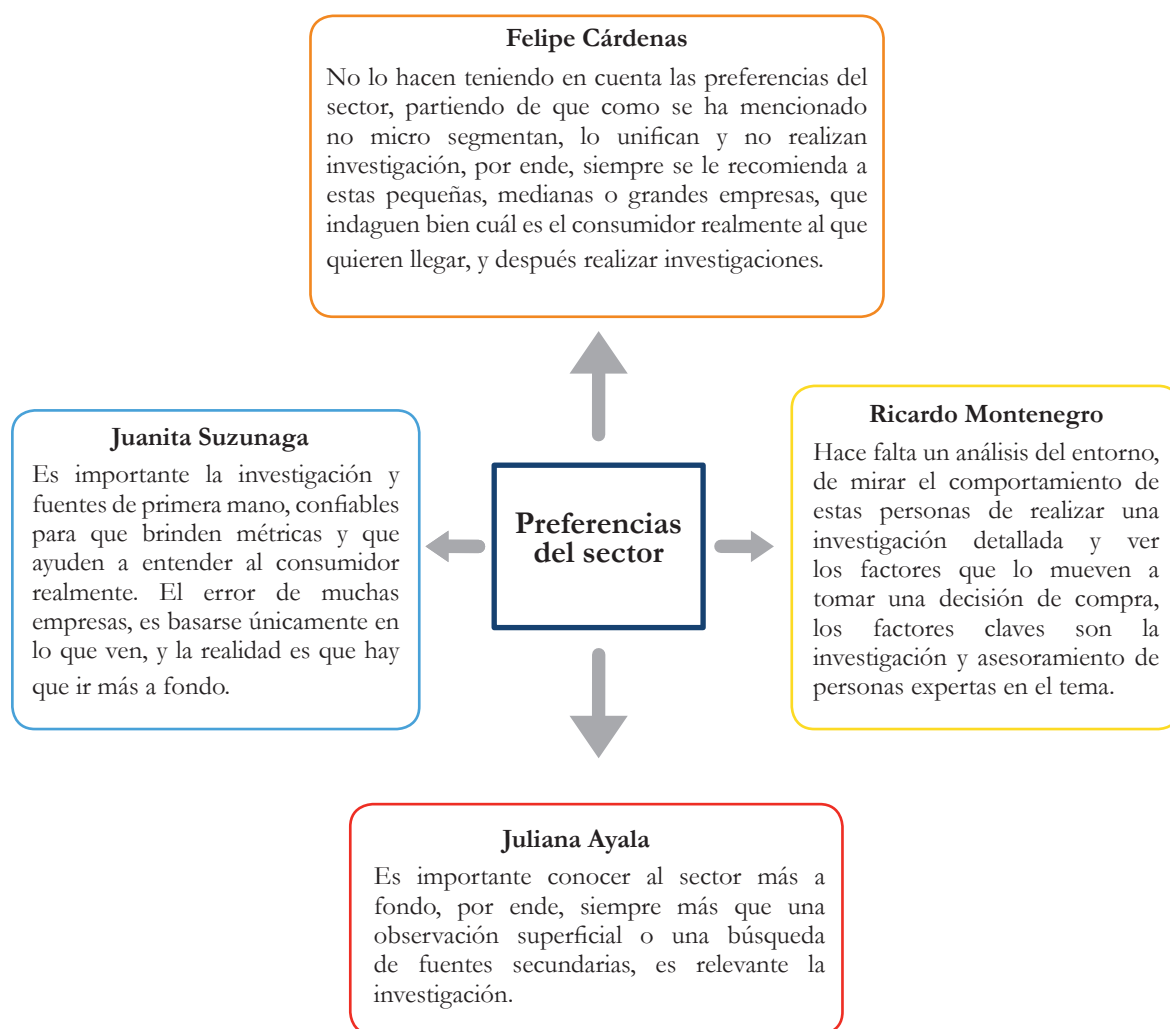 Felipe Cárdenas
No lo hacen teniendo en cuenta las preferencias del
sector, partiendo de que como se ha mencionado
no micro segmentan, lo unifican y no realizan
investigación, por ende, siempre se le recomienda a
estas pequeñas, medianas o grandes empresas, que
indaguen bien cuál es el consumidor realmente al que
quieren llegar, y después realizar investigaciones.
Juanita Suzunaga
Es importante la investigación y
fuentes de primera mano, confiables
para que brinden métricas y que
ayuden a entender al consumidor
realmente. El error de muchas
empresas, es basarse únicamente en
lo que ven, y la realidad es que hay
que ir más a fondo.
Preferencias
del sector
Ricardo Montenegro
Hace falta un análisis del entorno,
de mirar el comportamiento de
estas personas de realizar una
investigación detallada y ver
los factores que lo mueven a
tomar una decisión de compra,
los factores claves son la
investigación y asesoramiento de
personas expertas en el tema.
Juliana Ayala
Es importante conocer al sector más a
fondo, por ende, siempre más que una
observación superficial o una búsqueda
de fuentes secundarias, es relevante la
investigación.